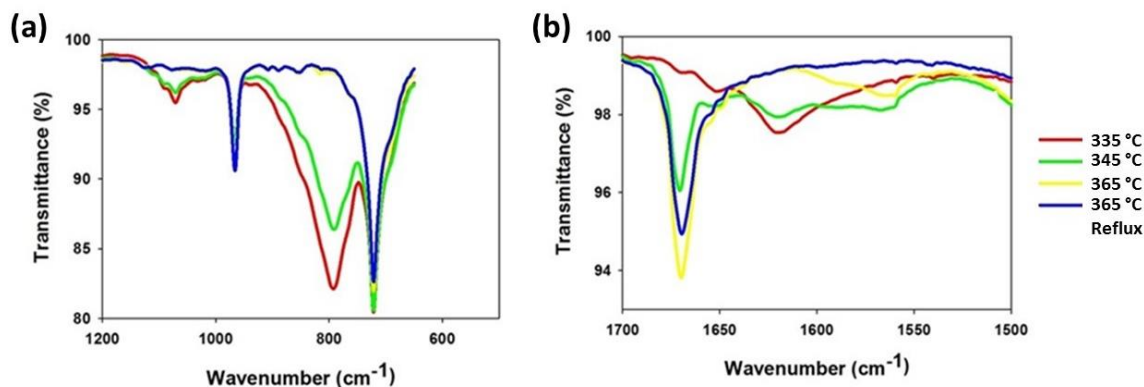 (a)
100
95
90
85
80
Transmittance (%)
1200
1000
800
600
Wavenumber (cm-1)
(b)
100
98
96
94
Transmittance (%)
1700
1650
1600
1550
1500
Wavenumber (cm-1)
335 °C
345 °C
365 °C
365 °C
Reflux